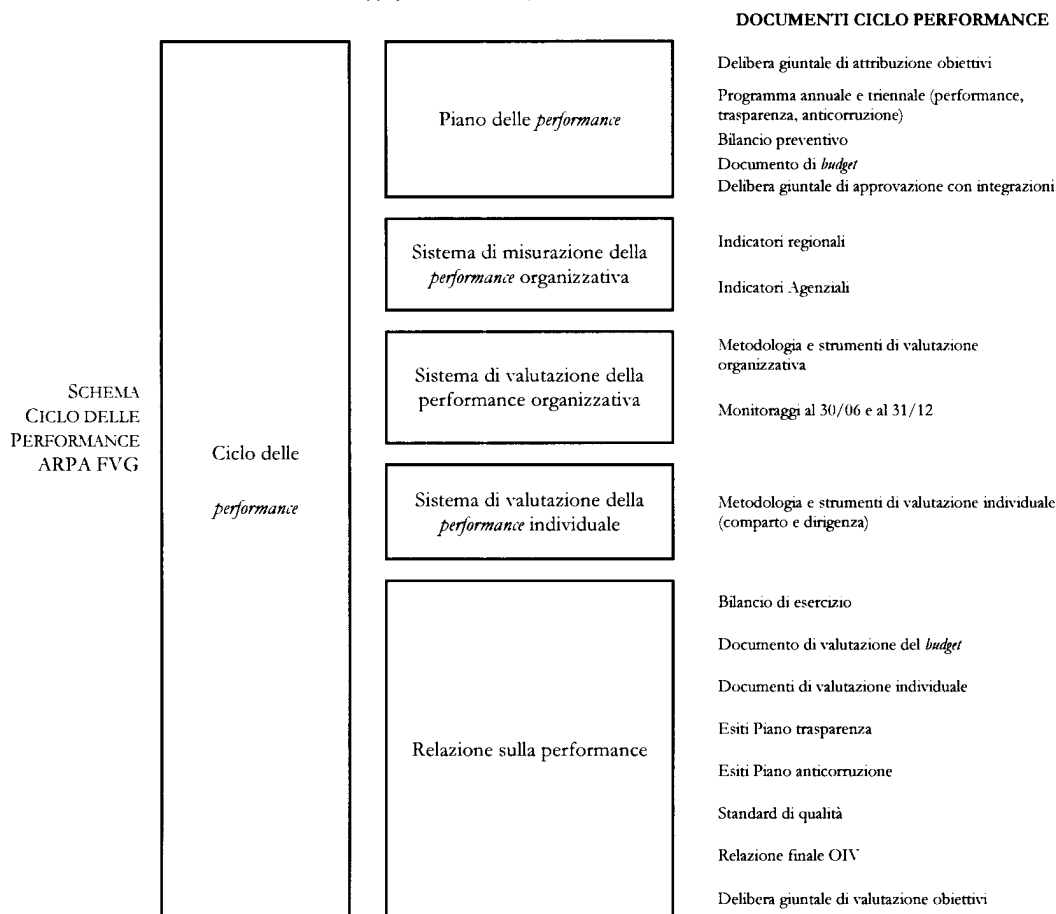 DOCUMENTI CICLO PERFORMANCE
SCHEMA
CICLO DELLE
PERFORMANCE
ARPA FVG
Ciclo delle
performance
Piano delle performance
Delibera giuntale di attribuzione obiettivi
Programma annuale e triennale (performance,
trasparenza, anticorruzione)
Bilancio preventivo
Documento di budget
Delibera giuntale di approvazione con integrazioni
Sistema di misurazione della
performance organizzativa
Indicatori regionali
Indicatori Agenziali
Sistema di valutazione della
performance organizzativa
Metodologia e strumenti di valutazione
organizzativa
Monitoraggi al 30/06 e al 31/12
Sistema di valutazione della
performance individuale
Metodologia e strumenti di valutazione individuale
(comparto e dirigenza)
Relazione sulla performance
Bilancio di esercizio
Documento di valutazione del budget
Documenti di valutazione individuale
Esiti Piano trasparenza
Esiti Piano anticorruzione
Standard di qualità
Relazione finale OIV
Delibera giuntale di valutazione obiettivi